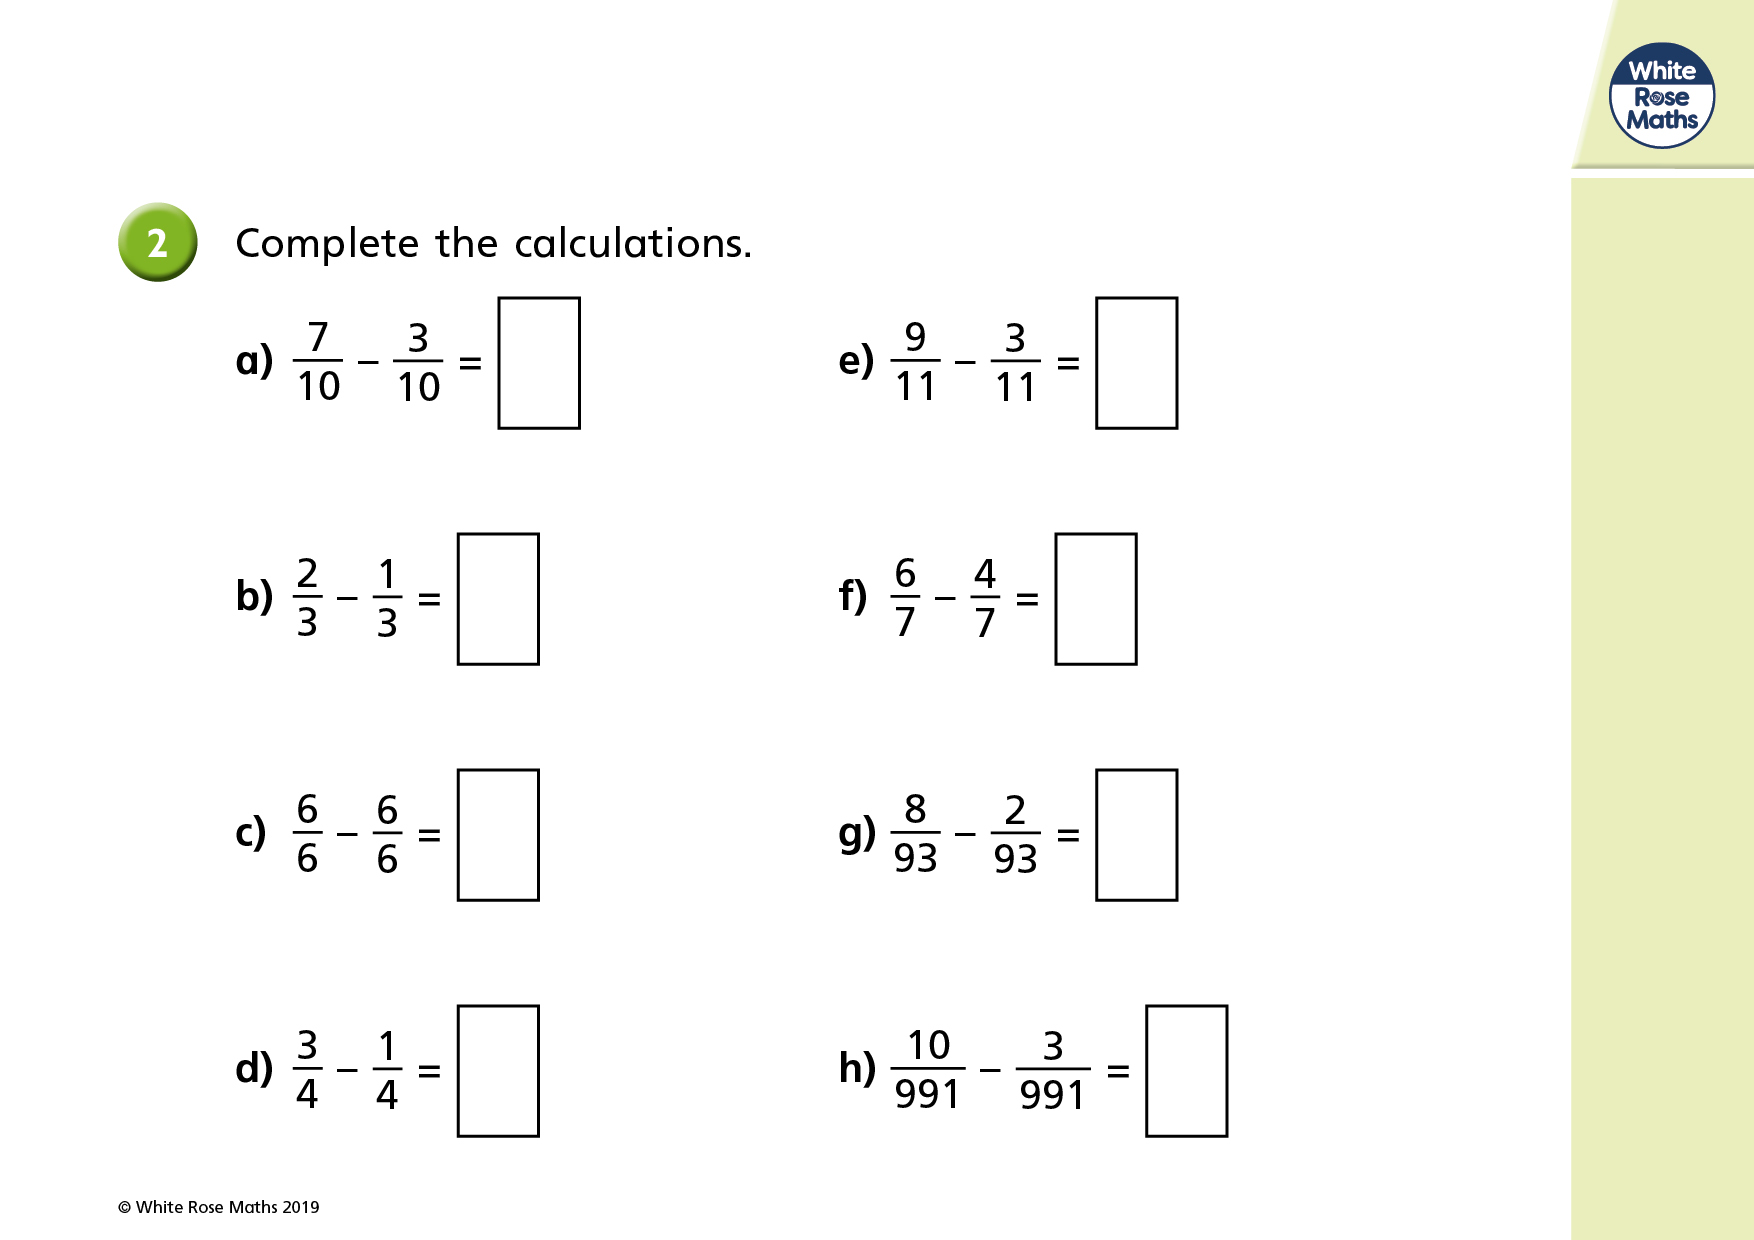 White
Rose
Maths
2 Complete the calculations.
a) 7/10 − 3/10 =
e) 9/11 − 3/11 =
b) 2/3 − 1/3 =
f) 6/7 − 4/7 =
c) 6/6 − 6/6 =
g) 8/93 − 2/93 =
d) 3/4 − 1/4 =
h) 10/991 − 3/991 =
© White Rose Maths 2019